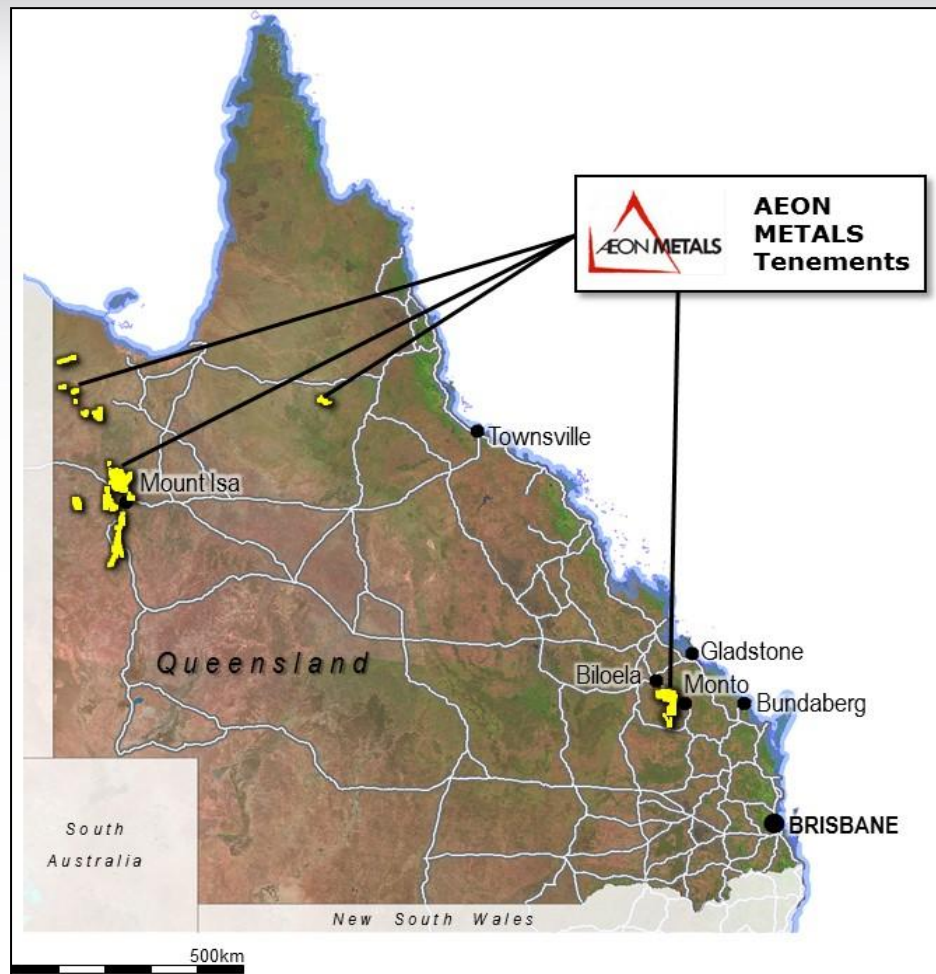 ÆON METALS
AEON
METALS
Tenements
Townsville
Mount Isa
Queensland
Gladstone
Biloela
Monto
Bundaberg
BRISBANE
South
Australia
New South Wales
500km